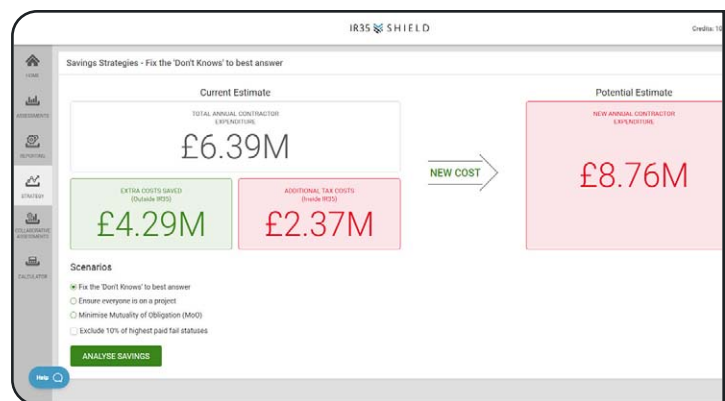 IR35 SHIELD
Credits: 10
HOME
ASSESSMENTS
REPORTING
STRATEGY
COLLABORATIVE
ASSESSMENTS
CALCULATOR
Savings Strategies - Fix the 'Don't Knows' to best answer
Current Estimate
TOTAL ANNUAL CONTRACTOR
EXPENDITURE
£6.39M
EXTRA COSTS SAVED
(Outside IR35)
£4.29M
ADDITIONAL TAX COSTS
(Inside IR35)
£2.37M
NEW COST
Potential Estimate
NEW ANNUAL CONTRACTOR
EXPENDITURE
£8.76M
Scenarios
Fix the 'Don't Knows' to best answer
Ensure everyone is on a project
Minimise Mutuality of Obligation (MoO)
Exclude 10% of highest paid fail statuses
ANALYSE SAVINGS
Help